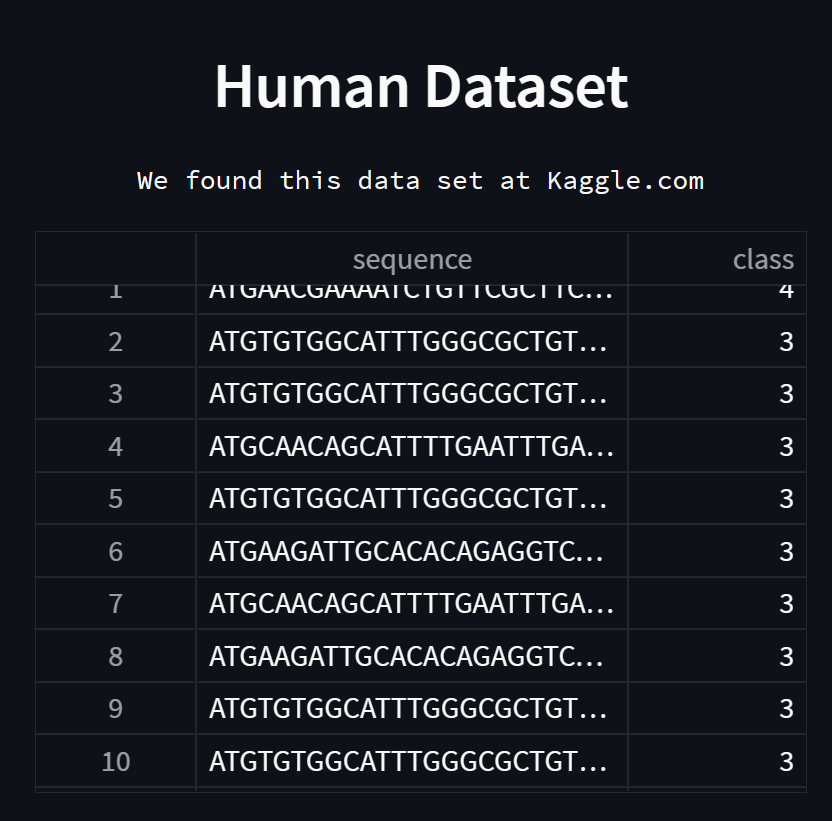 Human Dataset
We found this data set at Kaggle.com
sequence class
1 ATGAACGAAAATCTGTTCGCTTC... 4
2 ATGTGTGGCATTTGGGCGCTGT... 3
3 ATGTGTGGCATTTGGGCGCTGT... 3
4 ATGCAACAGCATTTTGAATTTGA... 3
5 ATGTGTGGCATTTGGGCGCTGT... 3
6 ATGAAGATTGCACACAGAGGTC... 3
7 ATGCAACAGCATTTTGAATTTGA... 3
8 ATGAAGATTGCACACAGAGGTC... 3
9 ATGTGTGGCATTTGGGCGCTGT... 3
10 ATGTGTGGCATTTGGGCGCTGT... 3